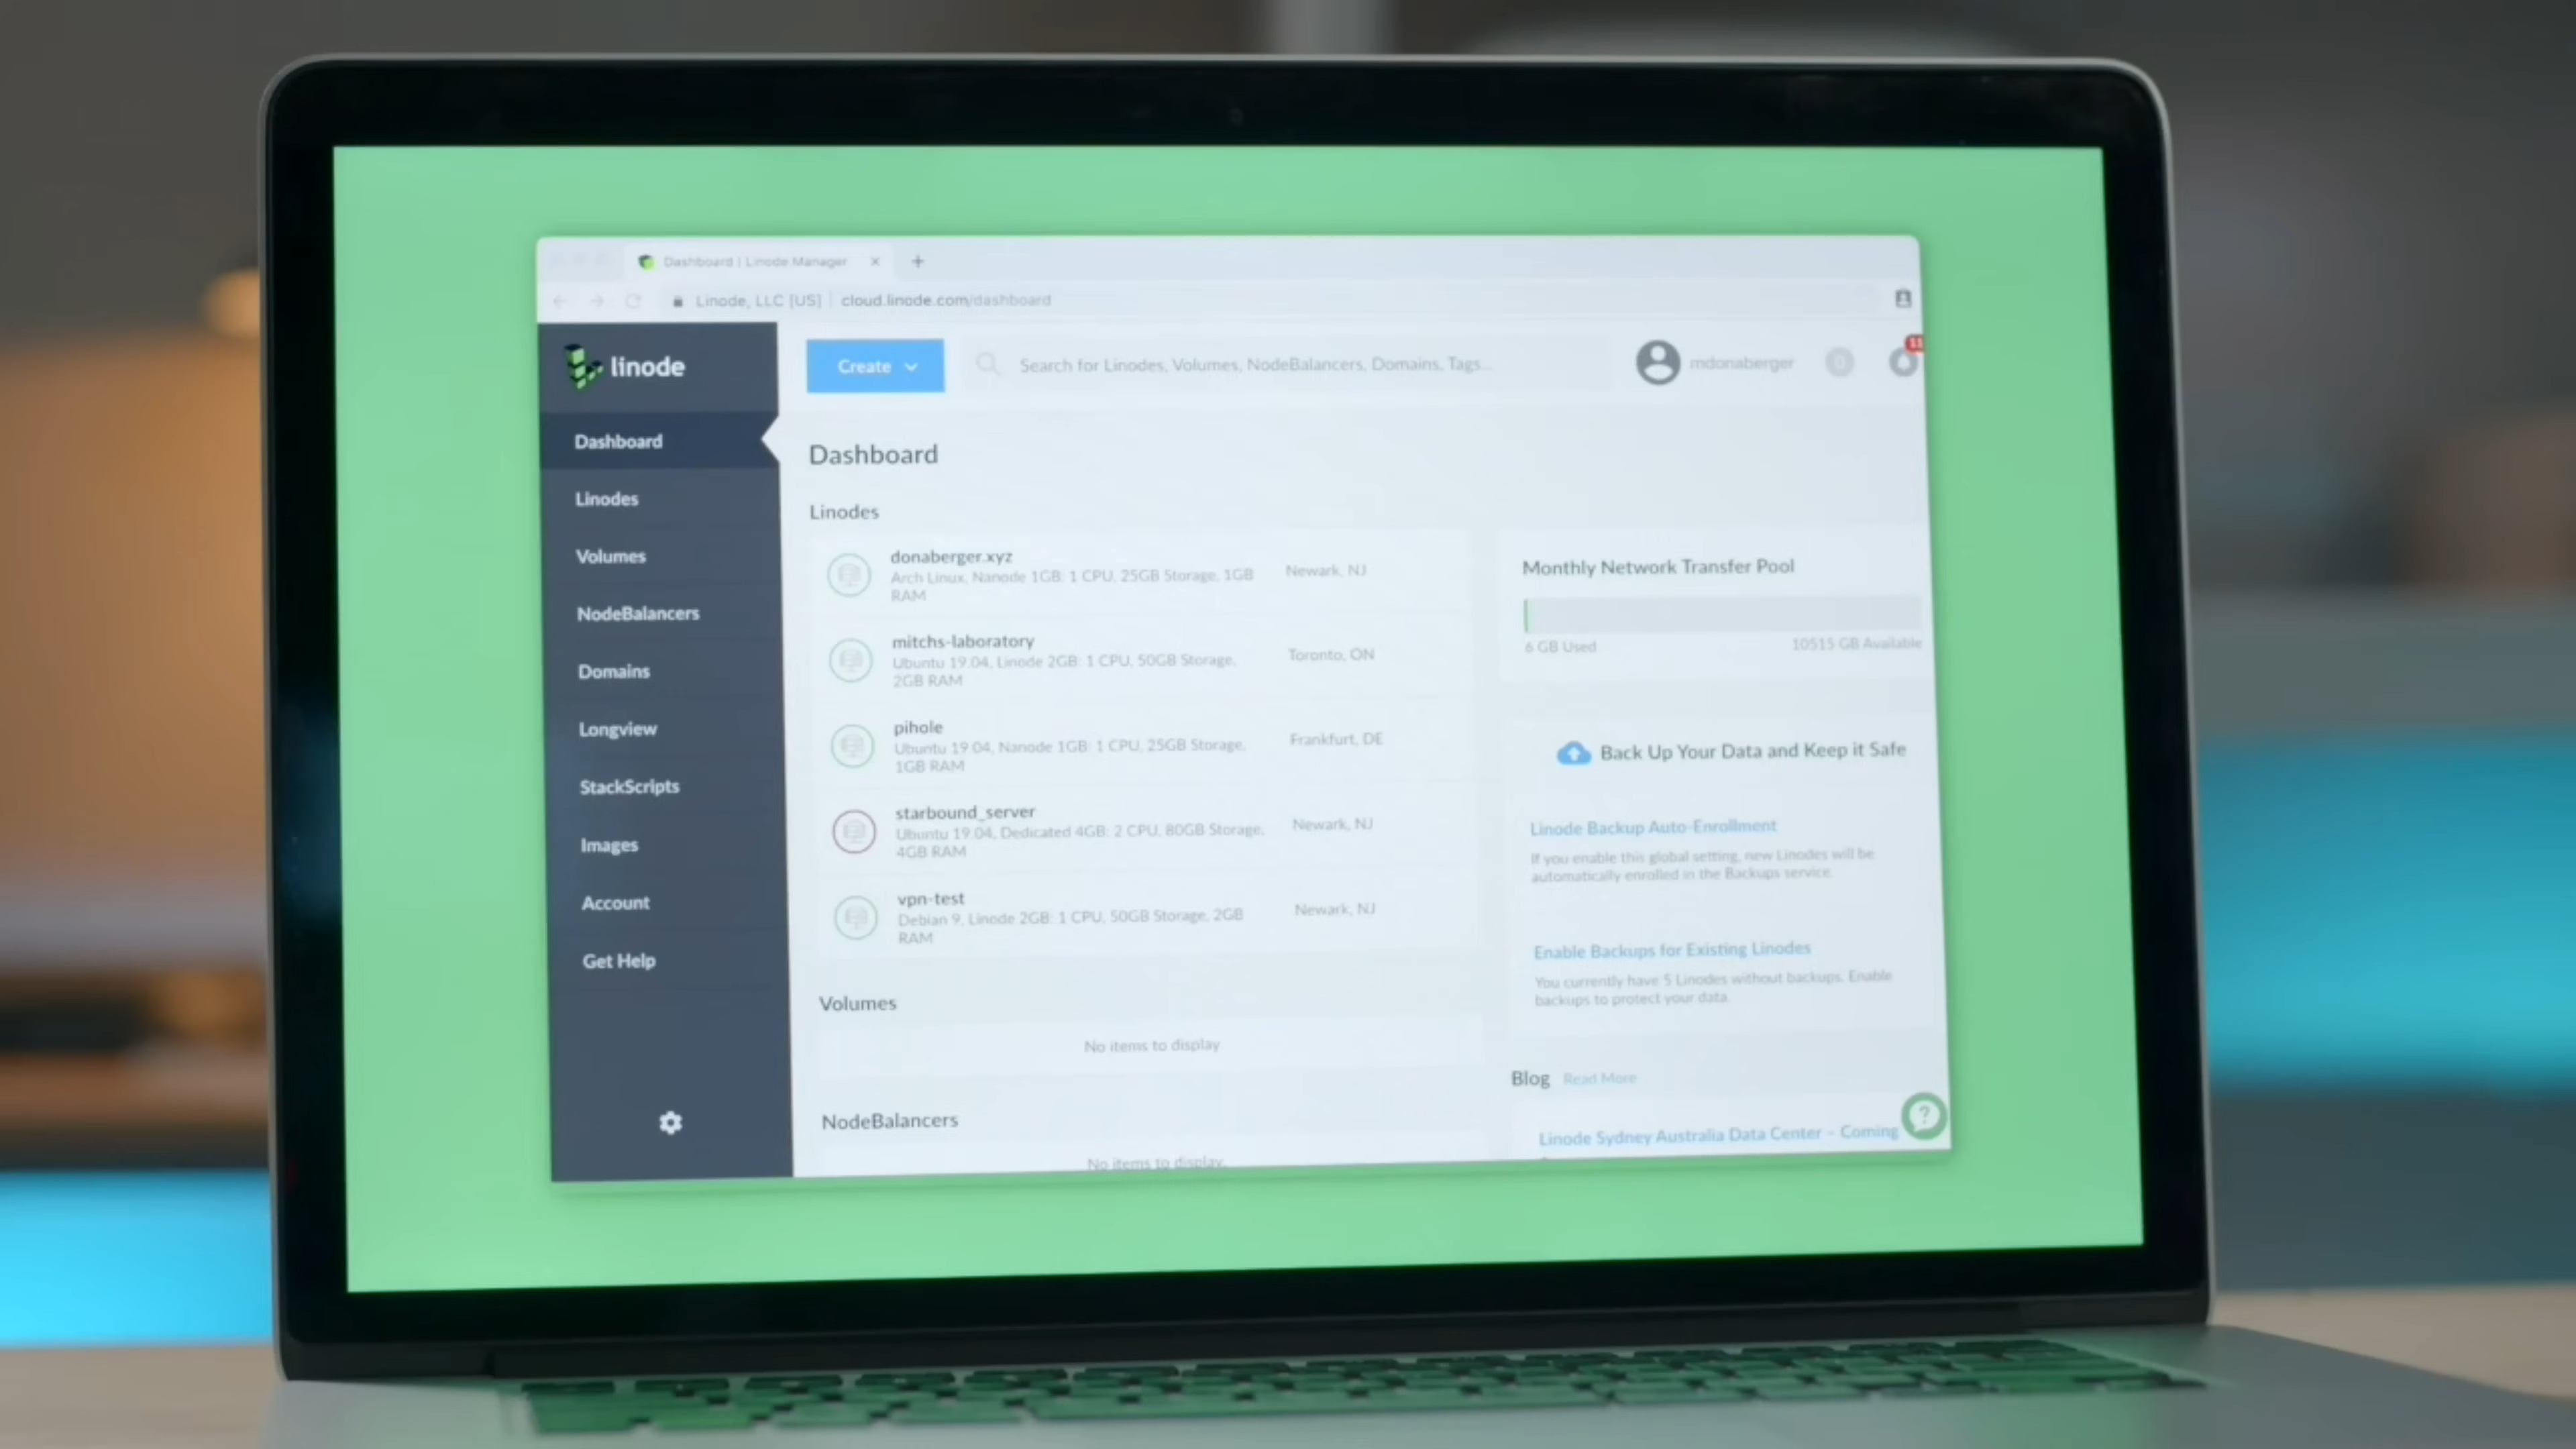 Dashboard | Linode Manager
Linode, LLC [US] cloud.linode.com/dashboard
linode
Create
Search for Linodes, Volumes, NodeBalancers, Domains, Tags...
mdonaberger
11
Dashboard
Linodes
Volumes
NodeBalancers
Domains
Longview
StackScripts
Images
Account
Get Help
Dashboard
Linodes
donaberger.xyz
Arch Linux, Nanode 1GB: 1 CPU, 25GB Storage, 1GB
RAM
Newark, NJ
mitchs-laboratory
Ubuntu 19.04, Linode 2GB: 1 CPU, 50GB Storage,
2GB RAM
Toronto, ON
pihole
Ubuntu 19.04, Nanode 1GB: 1 CPU, 25GB Storage,
1GB RAM
Frankfurt, DE
starbound_server
Ubuntu 19.04, Dedicated 4GB: 2 CPU, 80GB Storage,
4GB RAM
Newark, NJ
vpn-test
Debian 9, Linode 2GB: 1 CPU, 50GB Storage, 2GB
RAM
Newark, NJ
Volumes
No items to display
NodeBalancers
No items to display
Monthly Network Transfer Pool
6 GB Used
10515 GB Available
Back Up Your Data and Keep it Safe
Linode Backup Auto-Enrollment
If you enable this global setting, new Linodes will be
automatically enrolled in the Backups service.
Enable Backups for Existing Linodes
You currently have 5 Linodes without backups. Enable
backups to protect your data.
Blog Read More
Linode Sydney Australia Data Center – Coming
?